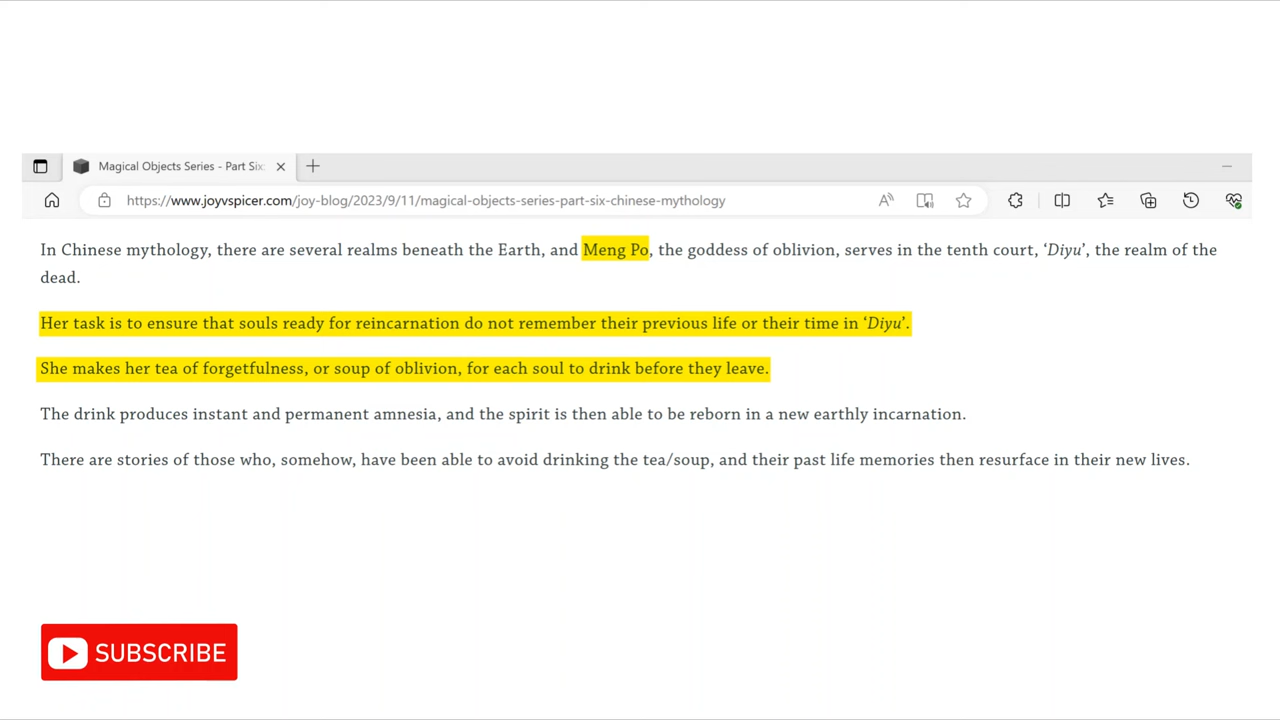 Magical Objects Series - Part Six:
https://www.joyvspicer.com/joy-blog/2023/9/11/magical-objects-series-part-six-chinese-mythology
In Chinese mythology, there are several realms beneath the Earth, and Meng Po, the goddess of oblivion, serves in the tenth court, ‘Diyu’, the realm of the
dead.
Her task is to ensure that souls ready for reincarnation do not remember their previous life or their time in ‘Diyu’.
She makes her tea of forgetfulness, or soup of oblivion, for each soul to drink before they leave.
The drink produces instant and permanent amnesia, and the spirit is then able to be reborn in a new earthly incarnation.
There are stories of those who, somehow, have been able to avoid drinking the tea/soup, and their past life memories then resurface in their new lives.
SUBSCRIBE